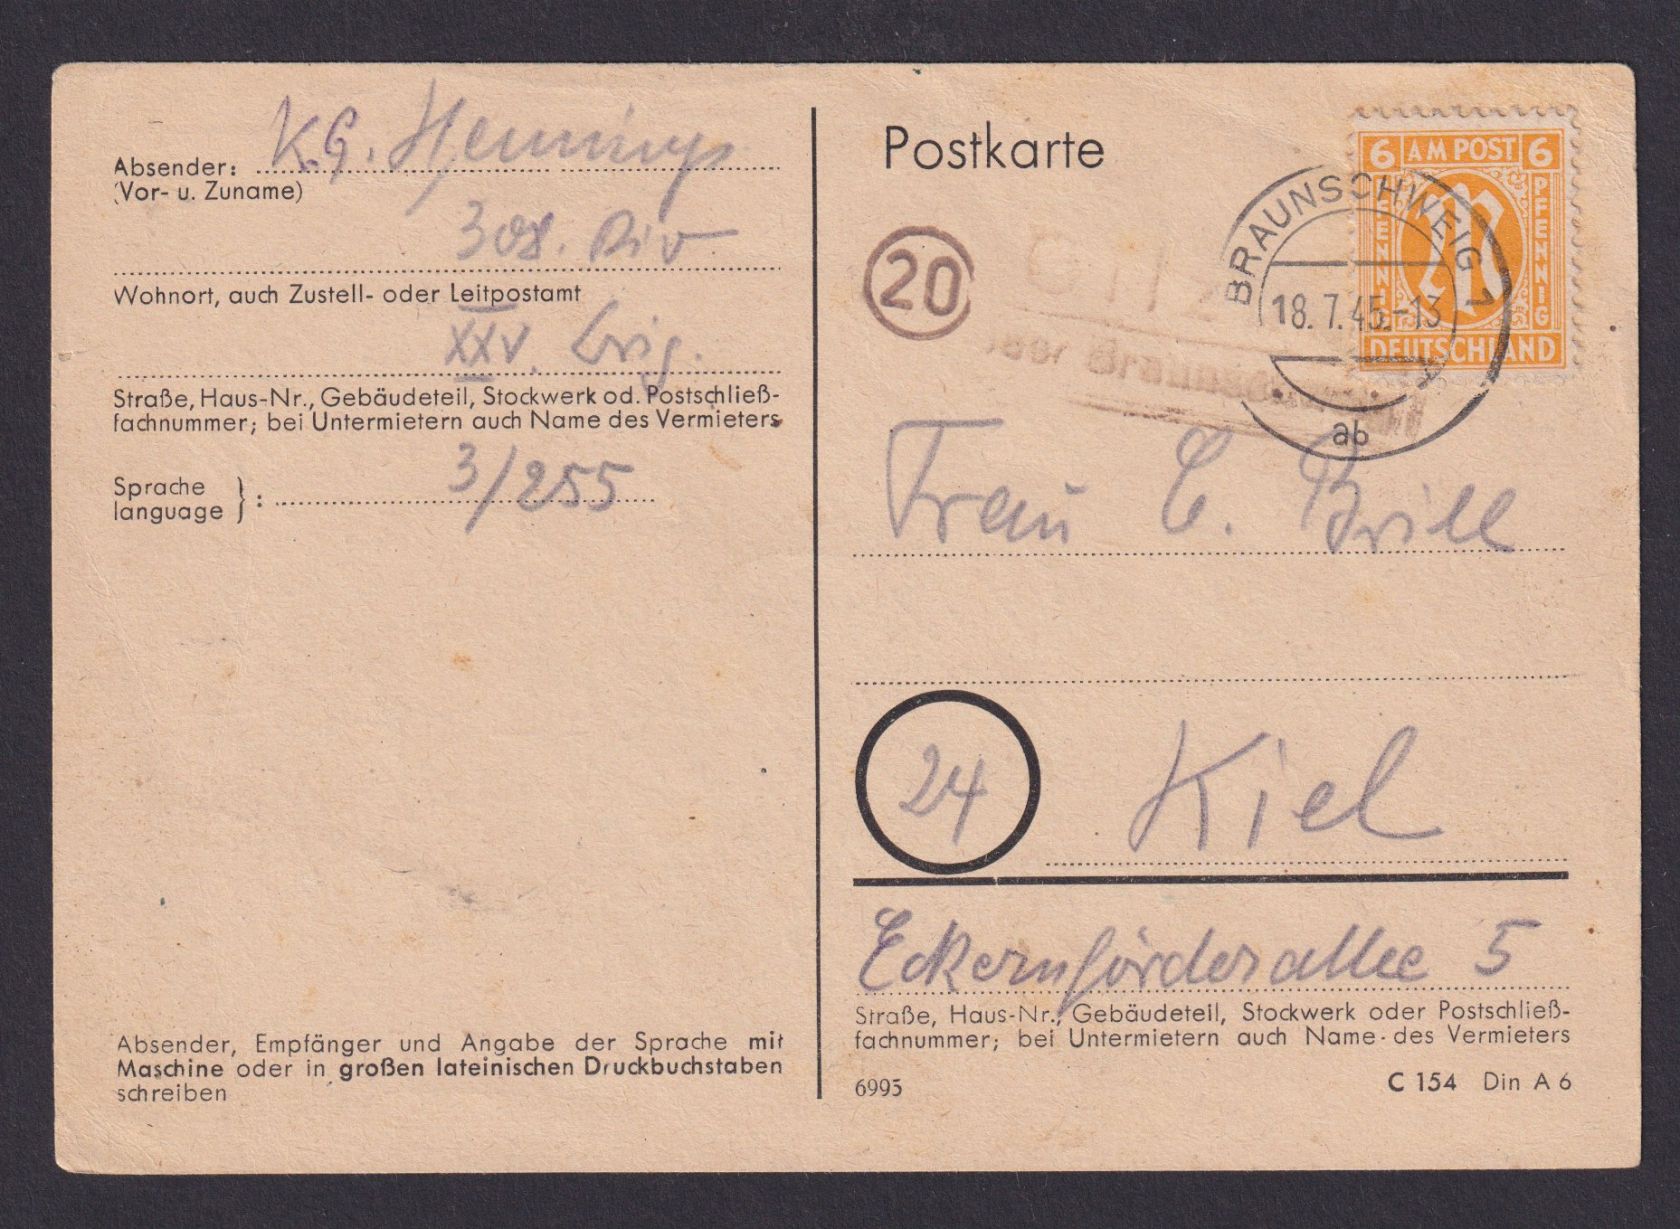 Absender: K.G. Hennings
(Vor- u. Zuname)
308. Div
Wohnort, auch Zustell- oder Leitpostamt
XXV. Brig.
Straße, Haus-Nr., Gebäudeteil, Stockwerk od. Postschließ-
fachnummer; bei Untermietern auch Name des Vermieters
Sprache
language } : 3/255
Absender, Empfänger und Angabe der Sprache mit
Maschine oder in großen lateinischen Druckbuchstaben
schreiben
Postkarte
6 AM POST 6
PFENNIG PFENNIG
DEUTSCHLAND
BRAUNSCHWEIG 1
18.7.45.-13
ab
20
über Braunschweig
Frau C. Brill
24 Kiel
Eckernförderallee 5
Straße, Haus-Nr., Gebäudeteil, Stockwerk oder Postschließ-
fachnummer; bei Untermietern auch Name des Vermieters
6995 C 154 Din A 6